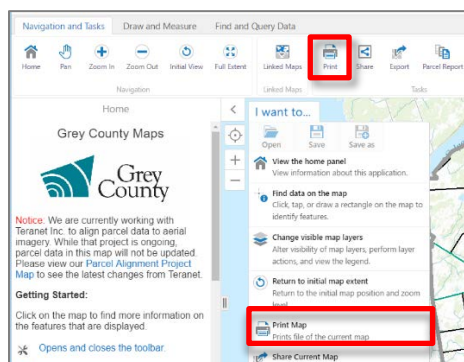 Navigation and Tasks
Draw and Measure
Find and Query Data
Home
Pan
Zoom In
Zoom Out
Initial View
Full Extent
Linked Maps
Print
Share
Export
Parcel Report
Navigation
Linked Maps
Tasks
Home
Grey County Maps
Grey
County
Notice: We are currently working with
Teranet Inc. to align parcel data to aerial
imagery. While that project is ongoing,
parcel data in this map will not be updated.
Please view our Parcel Alignment Project
Map to see the latest changes from Teranet.
Getting Started:
Click on the map to find more information on
the features that are displayed.
Opens and closes the toolbar.
I want to...
Open
Save
Save as
View the home panel
View information about this application.
Find data on the map
Click, tap, or draw a rectangle on the map to
identify features.
Change visible map layers
Alter visibility of map layers, perform layer
actions, and view the legend.
Return to initial map extent
Return to the initial map position and zoom
level.
Print Map
Prints file of the current map
Share Current Map